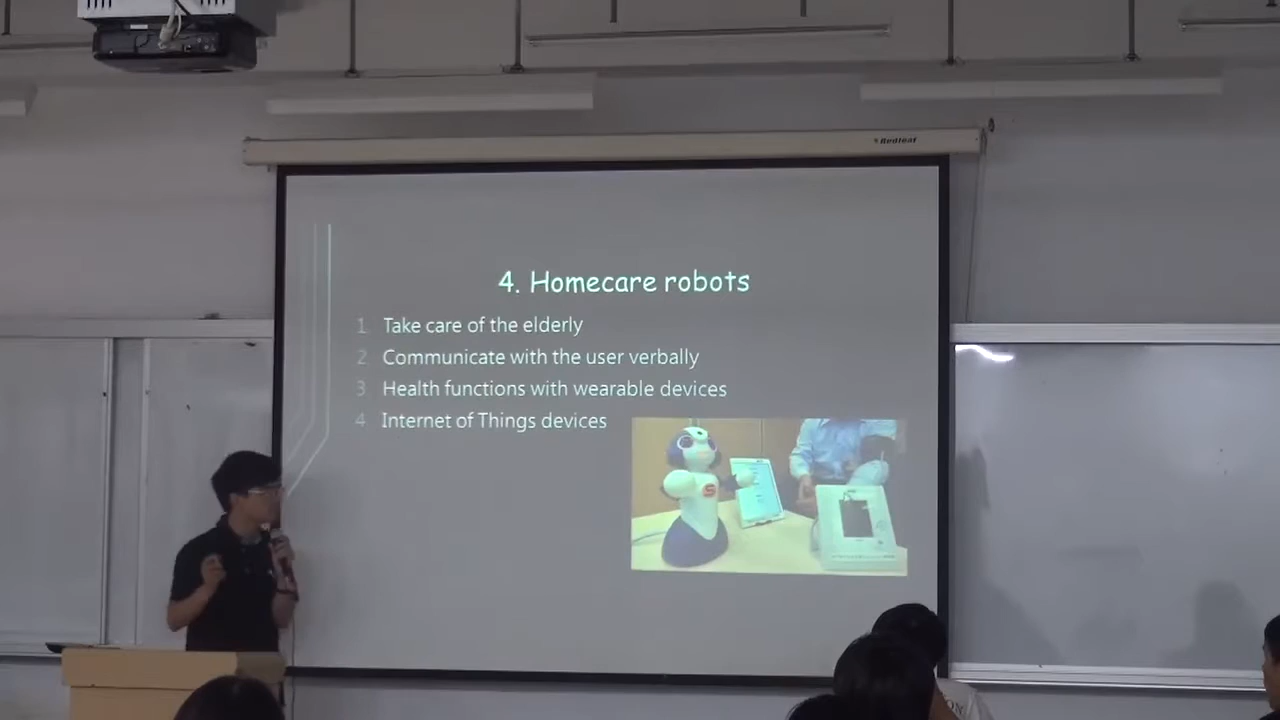 Redleaf
4. Homecare robots
1 Take care of the elderly
2 Communicate with the user verbally
3 Health functions with wearable devices
4 Internet of Things devices